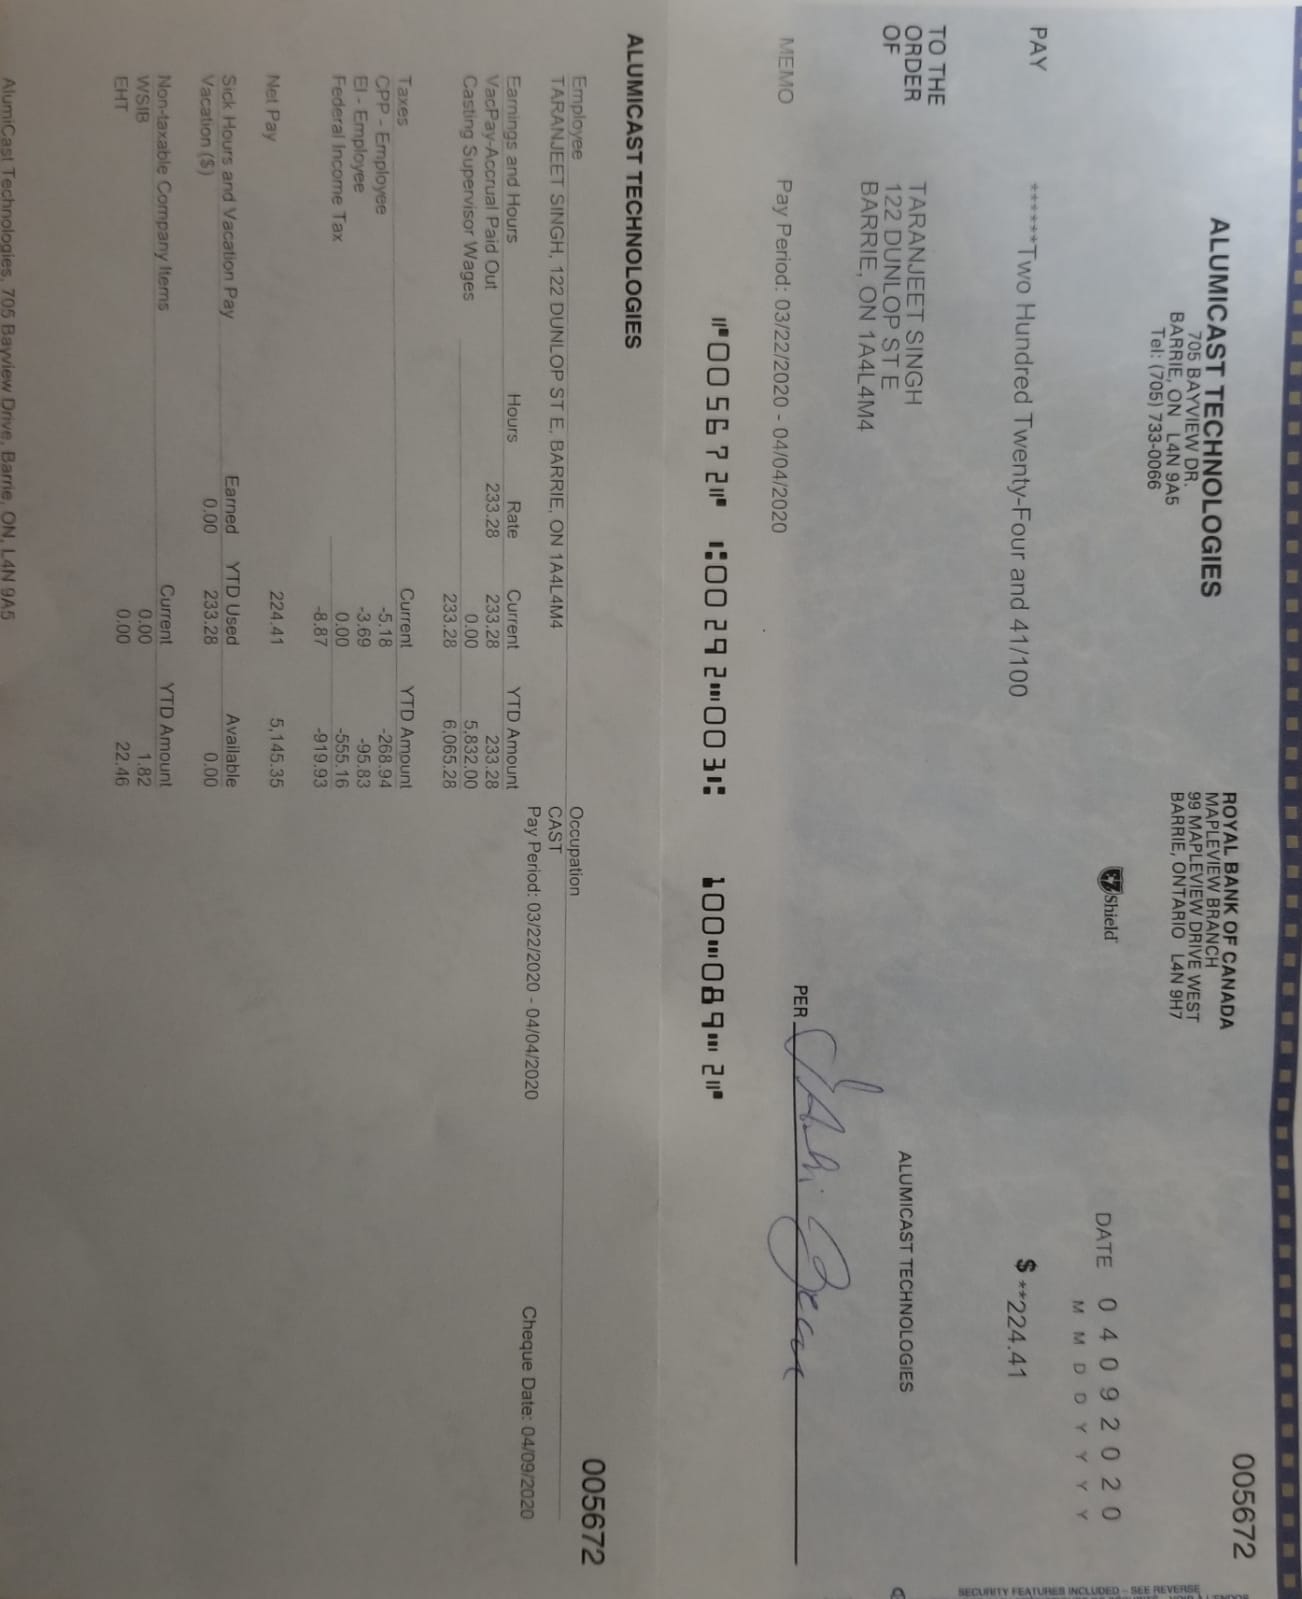 005672
ALUMICAST TECHNOLOGIES
705 BAYVIEW DR.
BARRIE, ON L4N 9A5
Tel: (705) 733-0066
ROYAL BANK OF CANADA
MAPLEVIEW BRANCH
99 MAPLEVIEW DRIVE WEST
BARRIE, ONTARIO L4N 9H7
EZShield
DATE 0 4 0 9 2 0 2 0
M M D D Y Y Y Y
PAY ******Two Hundred Twenty-Four and 41/100 $ **224.41
TO THE
ORDER
OF
TARANJEET SINGH
122 DUNLOP ST E
BARRIE, ON 1A4L4M4
ALUMICAST TECHNOLOGIES
SECURITY FEATURES INCLUDED - SEE REVERSE
PER
MEMO Pay Period: 03/22/2020 - 04/04/2020
⑈005672⑈ ⑆00292⑉003⑆ 100⑉089⑉2⑈
ALUMICAST TECHNOLOGIES 005672
Employee Occupation
TARANJEET SINGH, 122 DUNLOP ST E, BARRIE, ON 1A4L4M4 CAST
Pay Period: 03/22/2020 - 04/04/2020 Cheque Date: 04/09/2020
Earnings and Hours Hours Rate Current YTD Amount
VacPay-Accrual Paid Out 233.28 233.28 233.28
Casting Supervisor Wages 0.00 5,832.00
233.28 6,065.28
Taxes Current YTD Amount
CPP - Employee -5.18 -268.94
EI - Employee -3.69 -95.83
Federal Income Tax 0.00 -555.16
-8.87 -919.93
Net Pay 224.41 5,145.35
Sick Hours and Vacation Pay Earned YTD Used Available
Vacation ($) 0.00 233.28 0.00
Non-taxable Company Items Current YTD Amount
WSIB 0.00 1.82
EHT 0.00 22.46
AlumiCast Technologies, 705 Bayview Drive, Barrie, ON, L4N 9A5